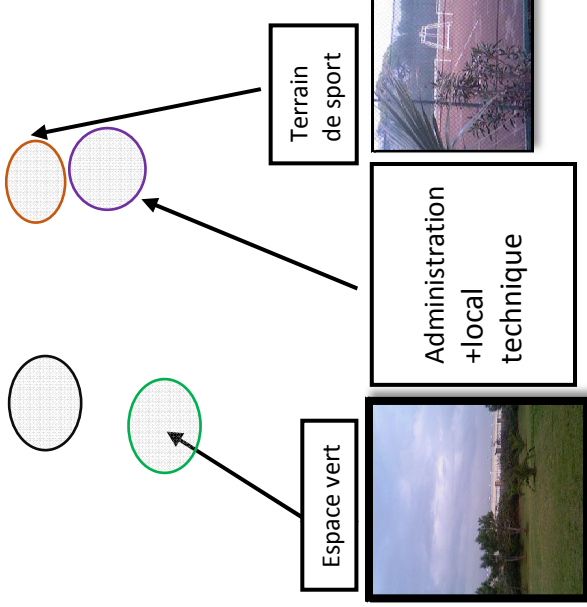 Espace vert
Administration
+local
technique
Terrain
de sport